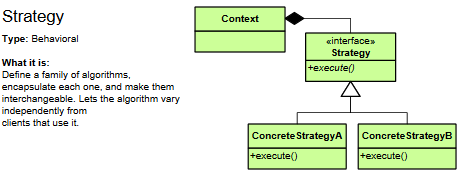 Strategy
Type: Behavioral
What it is:
Define a family of algorithms,
encapsulate each one, and make them
interchangeable. Lets the algorithm vary
independently from
clients that use it.
Context
«interface»
Strategy
+execute()
ConcreteStrategyA
+execute()
ConcreteStrategyB
+execute()